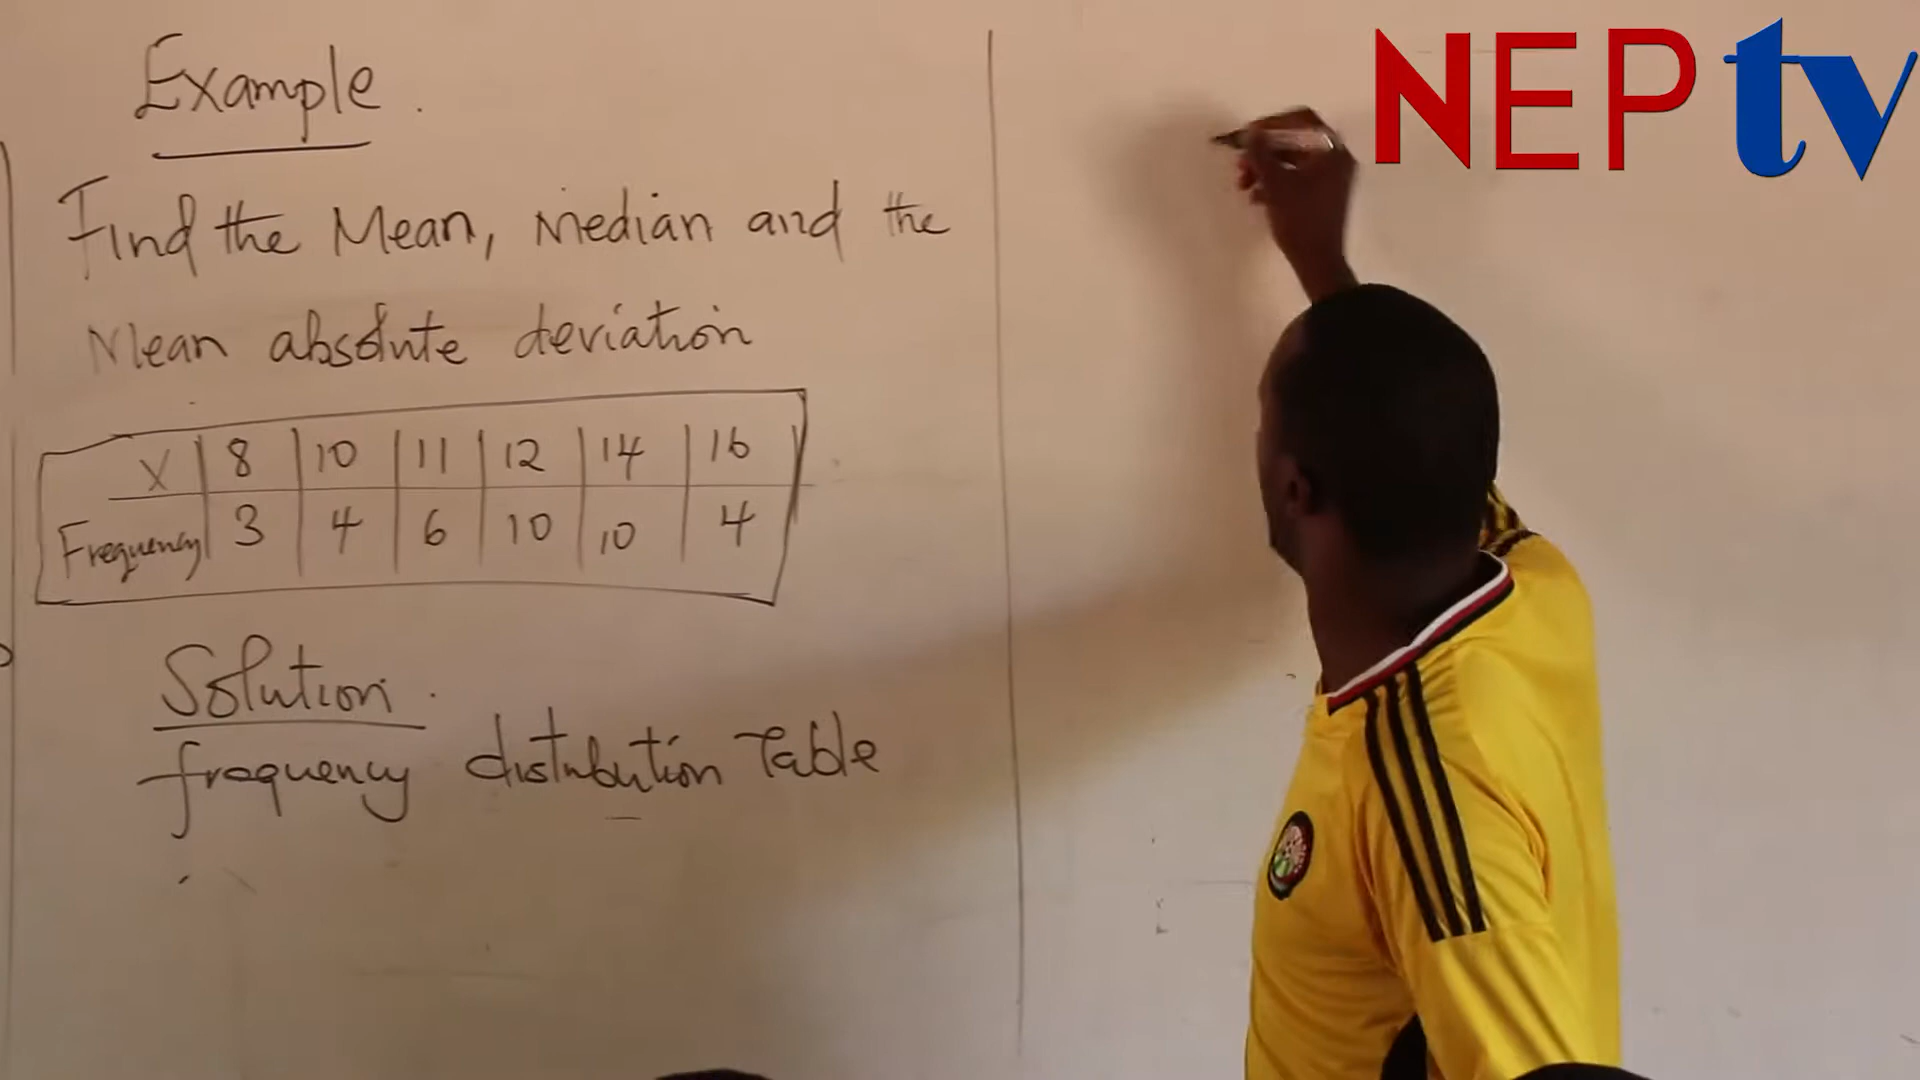 Example.
Find the Mean, Median and the
Mean absolute deviation
X 8 10 11 12 14 16
Frequency 3 4 6 10 10 4
Solution.
frequency distribution Table
NEP tv